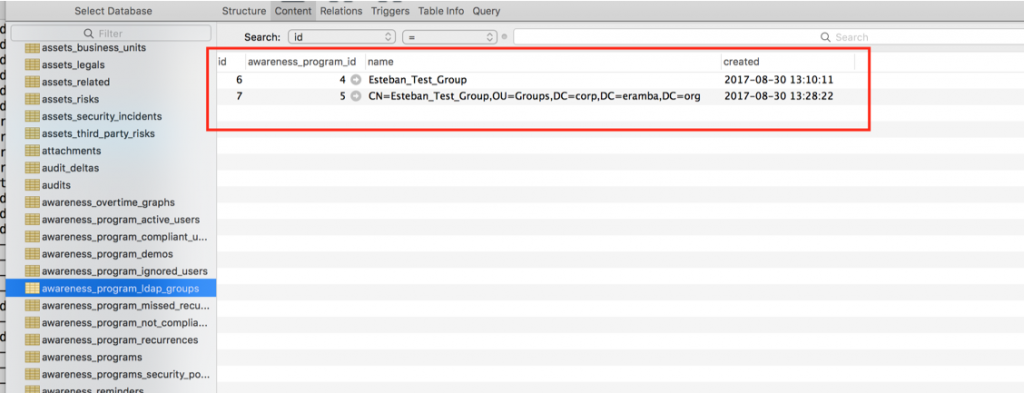 Select Database
Structure Content Relations Triggers Table Info Query
Filter
Search: id = Search
assets_business_units
assets_legals
assets_related
assets_risks
assets_security_incidents
assets_third_party_risks
attachments
audit_deltas
audits
awareness_overtime_graphs
awareness_program_active_users
awareness_program_compliant_u...
awareness_program_demos
awareness_program_ignored_users
awareness_program_ldap_groups
awareness_program_missed_recu...
awareness_program_not_complia...
awareness_program_recurrences
awareness_programs
awareness_programs_security_po...
awareness_reminders
id awareness_program_id name created
6 4 Esteban_Test_Group 2017-08-30 13:10:11
7 5 CN=Esteban_Test_Group,OU=Groups,DC=corp,DC=eramba,DC=org 2017-08-30 13:28:22